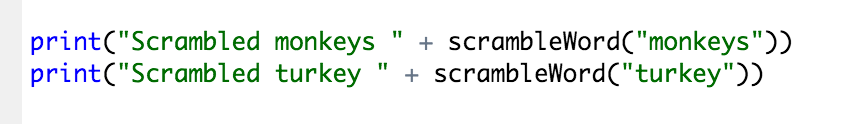 print("Scrambled monkeys " + scrambleWord("monkeys"))
print("Scrambled turkey " + scrambleWord("turkey"))